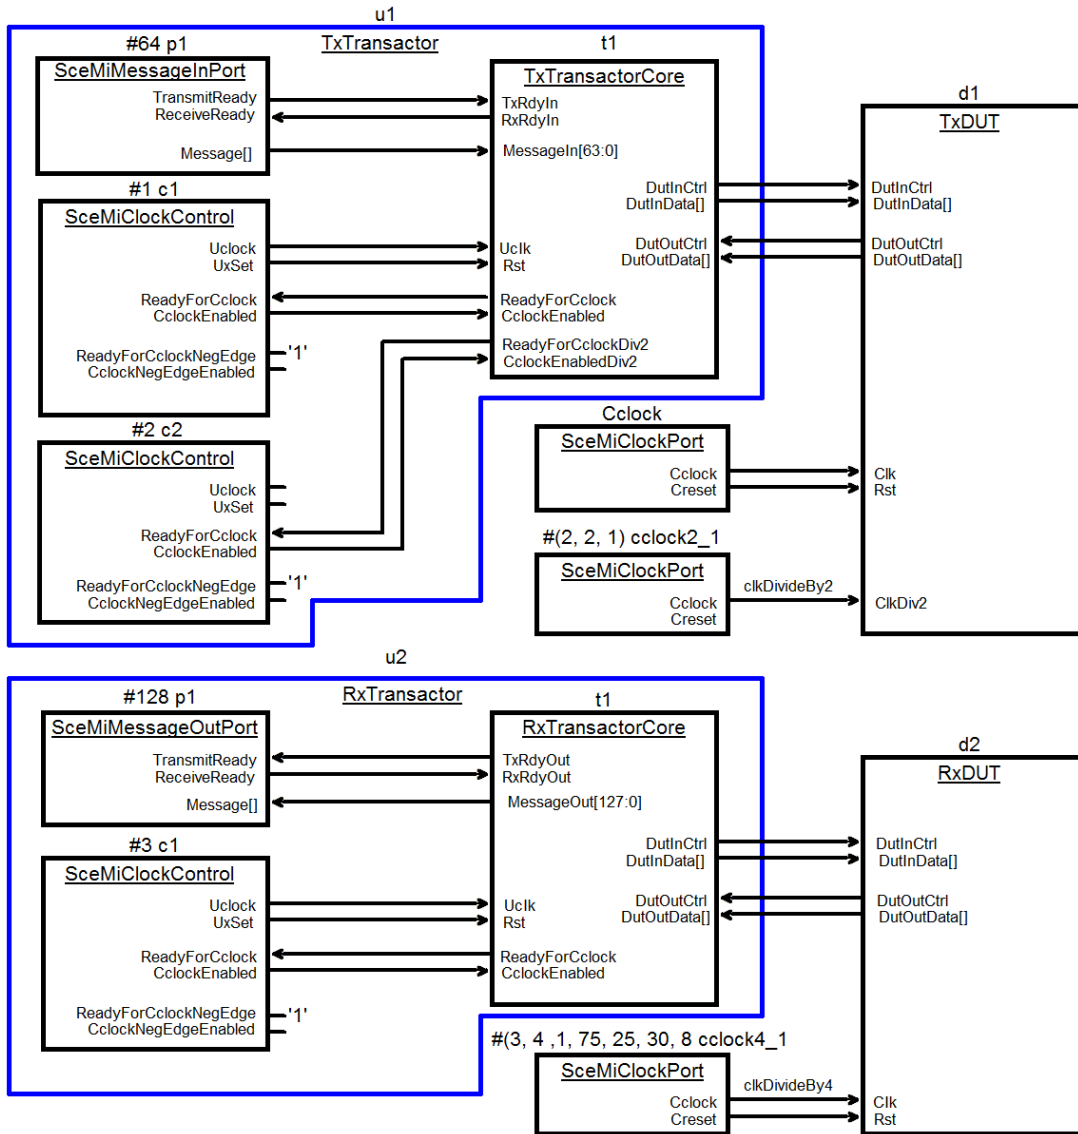 u1
#64 p1
TxTransactor
t1
SceMiMessageInPort
TransmitReady
ReceiveReady
Message[]
TxTransactorCore
TxRdyIn
RxRdyIn
MessageIn[63:0]
DutInCtrl
DutInData[]
DutOutCtrl
DutOutData[]
UclK
Rst
ReadyForCclock
CclockEnabled
ReadyForCclockDiv2
CclockEnabledDiv2
d1
TxDUT
DutInCtrl
DutInData[]
DutOutCtrl
DutOutData[]
Clk
Rst
ClkDiv2
#1 c1
SceMiClockControl
Uclock
UxSet
ReadyForCclock
CclockEnabled
ReadyForCclockNegEdge
CclockNegEdgeEnabled
'1'
#2 c2
SceMiClockControl
Uclock
UxSet
ReadyForCclock
CclockEnabled
ReadyForCclockNegEdge
CclockNegEdgeEnabled
'1'
Cclock
SceMiClockPort
Cclock
Creset
#(2, 2, 1) cclock2_1
SceMiClockPort
Cclock
Creset
clkDivideBy2
u2
#128 p1
RxTransactor
t1
SceMiMessageOutPort
TransmitReady
ReceiveReady
Message[]
RxTransactorCore
TxRdyOut
RxRdyOut
MessageOut[127:0]
DutInCtrl
DutInData[]
DutOutCtrl
DutOutData[]
Uclk
Rst
ReadyForCclock
CclockEnabled
d2
RxDUT
DutInCtrl
DutInData[]
DutOutCtrl
DutOutData[]
Clk
Rst
#3 c1
SceMiClockControl
Uclock
UxSet
ReadyForCclock
CclockEnabled
ReadyForCclockNegEdge
CclockNegEdgeEnabled
'1'
#(3, 4 ,1, 75, 25, 30, 8 cclock4_1
SceMiClockPort
Cclock
Creset
clkDivideBy4